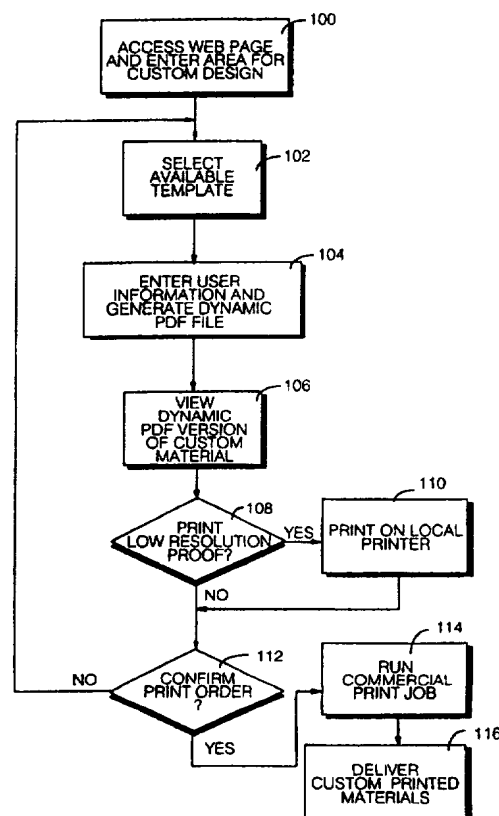 100
ACCESS WEB PAGE
AND ENTER AREA FOR
CUSTOM DESIGN
102
SELECT
AVAILABLE
TEMPLATE
104
ENTER USER
INFORMATION AND
GENERATE DYNAMIC
PDF FILE
106
VIEW
DYNAMIC
PDF VERSION
OF CUSTOM
MATERIAL
108
PRINT
LOW RESOLUTION
PROOF?
YES
110
PRINT ON LOCAL
PRINTER
NO
112
CONFIRM
PRINT ORDER
?
NO
YES
114
RUN
COMMERCIAL
PRINT JOB
116
DELIVER
CUSTOM PRINTED
MATERIALS